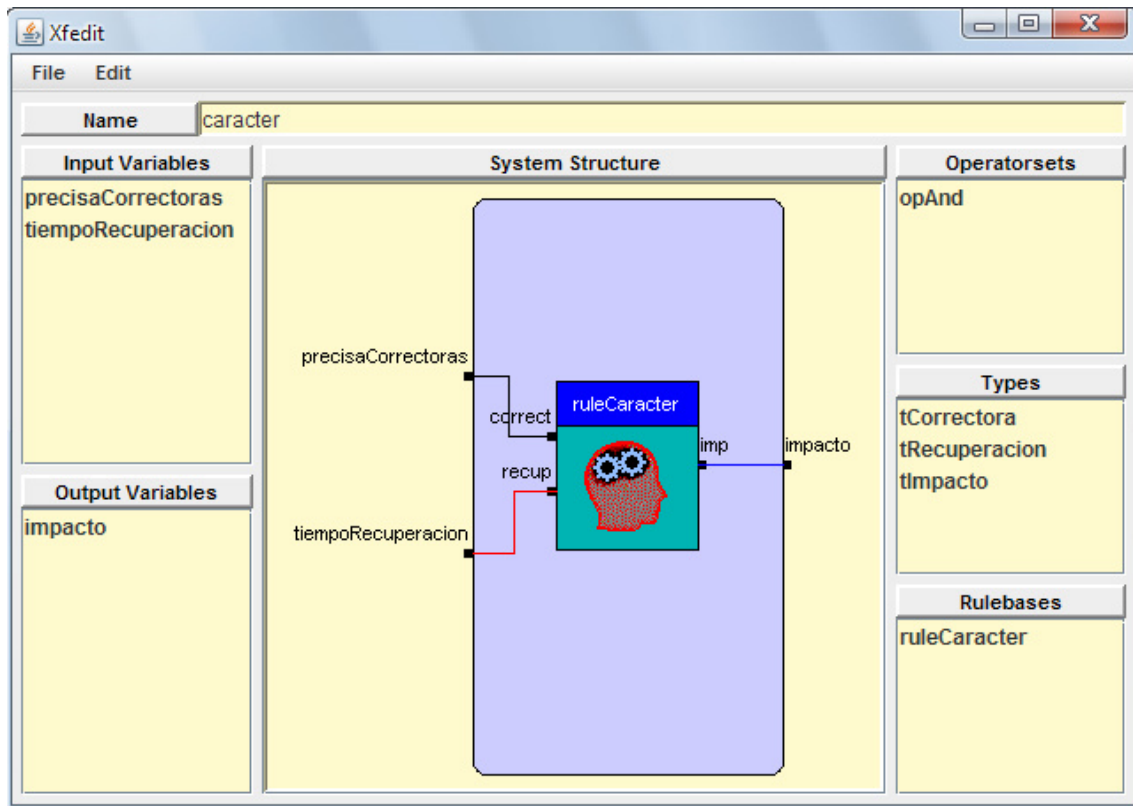 Xfedit
File Edit
Name
caracter
Input Variables
precisaCorrectoras
tiempoRecuperacion
Output Variables
impacto
System Structure
precisaCorrectoras
correct
recup
tiempoRecuperacion
ruleCaracter
imp
impacto
Operatorsets
opAnd
Types
tCorrectora
tRecuperacion
tImpacto
Rulebases
ruleCaracter